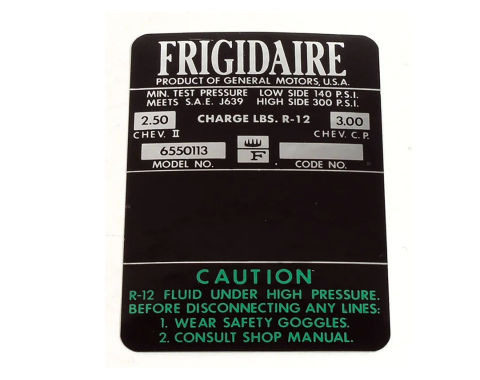 FRIGIDAIRE
PRODUCT OF GENERAL MOTORS, U.S.A.
MIN. TEST PRESSURE LOW SIDE 140 P.S.I.
MEETS S.A.E. J639 HIGH SIDE 300 P.S.I.
2.50 CHARGE LBS. R-12 3.00
CHEV. II CHEV. C.P.
6550113 F
MODEL NO. CODE NO.
CAUTION
R-12 FLUID UNDER HIGH PRESSURE.
BEFORE DISCONNECTING ANY LINES:
1. WEAR SAFETY GOGGLES.
2. CONSULT SHOP MANUAL.